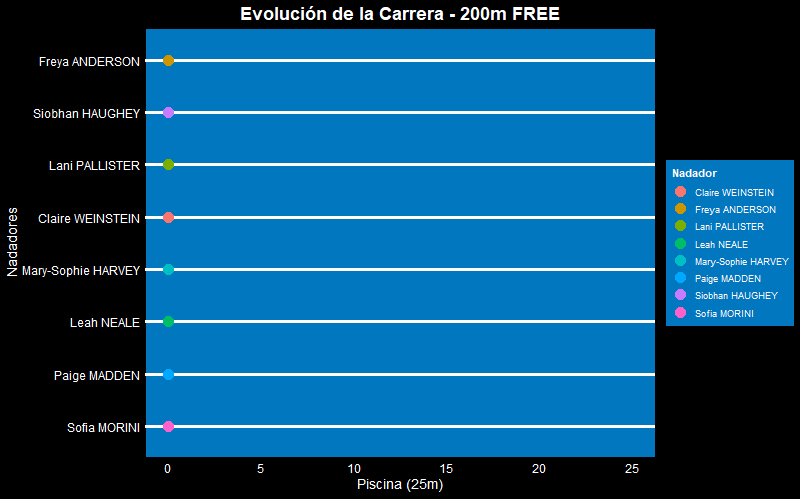 Evolución de la Carrera - 200m FREE
Nadadores
Freya ANDERSON
Siobhan HAUGHEY
Lani PALLISTER
Claire WEINSTEIN
Mary-Sophie HARVEY
Leah NEALE
Paige MADDEN
Sofia MORINI
0 5 10 15 20 25
Piscina (25m)
Nadador
Claire WEINSTEIN
Freya ANDERSON
Lani PALLISTER
Leah NEALE
Mary-Sophie HARVEY
Paige MADDEN
Siobhan HAUGHEY
Sofia MORINI